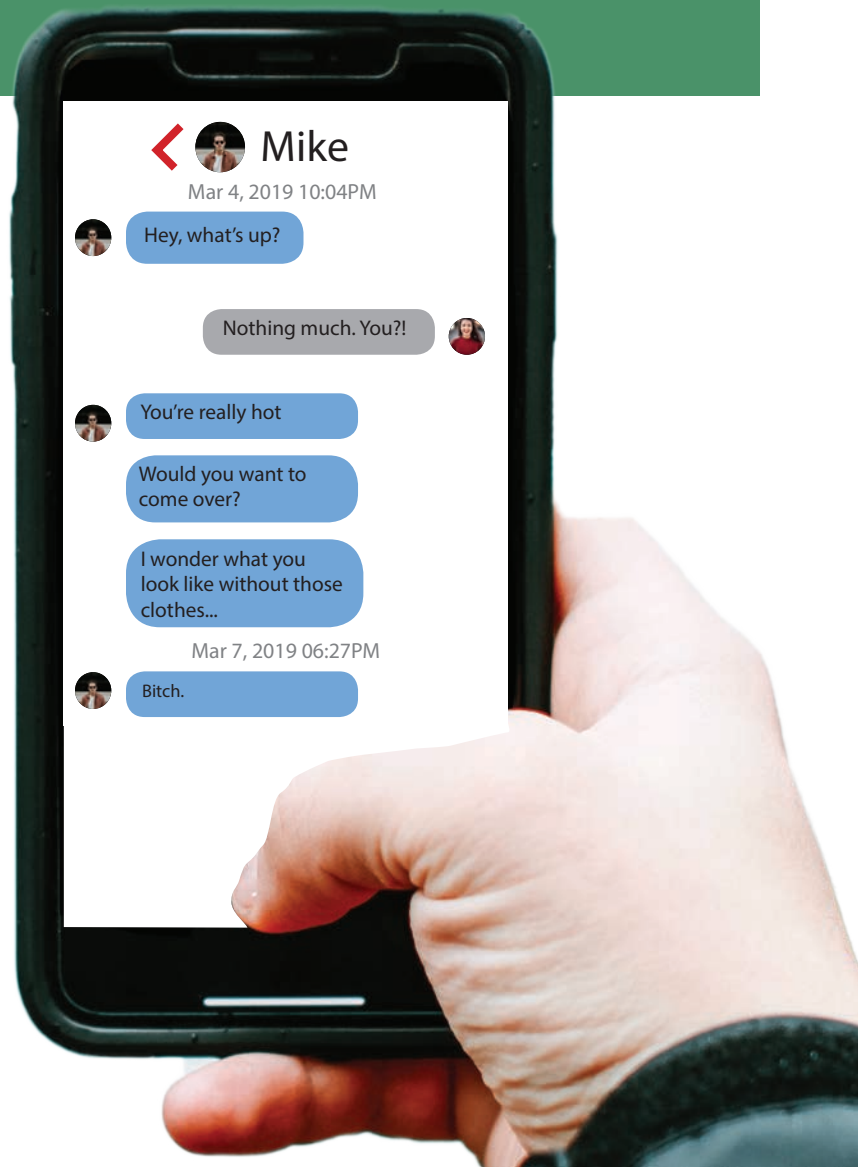 Mike
Mar 4, 2019 10:04PM
Hey, what's up?
Nothing much. You?!
You're really hot
Would you want to
come over?
I wonder what you
look like without those
clothes...
Mar 7, 2019 06:27PM
Bitch.